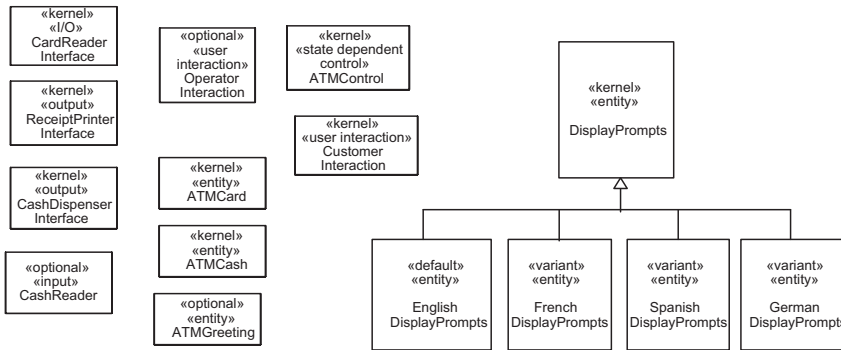 «kernel»
«I/O»
CardReader
Interface
«kernel»
«output»
ReceiptPrinter
Interface
«kernel»
«output»
CashDispenser
Interface
«optional»
«input»
CashReader
«optional»
«user
interaction»
Operator
Interaction
«kernel»
«entity»
ATMCard
«kernel»
«entity»
ATMCash
«optional»
«entity»
ATMGreeting
«kernel»
«state dependent
control»
ATMControl
«kernel»
«user interaction»
Customer
Interaction
«kernel»
«entity»
DisplayPrompts
«default»
«entity»
English
DisplayPrompts
«variant»
«entity»
French
DisplayPrompts
«variant»
«entity»
Spanish
DisplayPrompts
«variant»
«entity»
German
DisplayPrompts